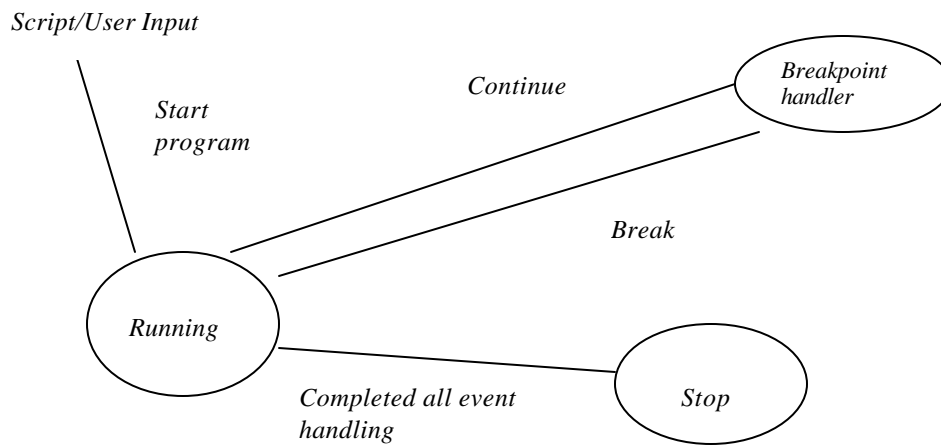 Script/User Input
Continue
Breakpoint
handler
Start
program
Break
Running
Completed all event
handling
Stop